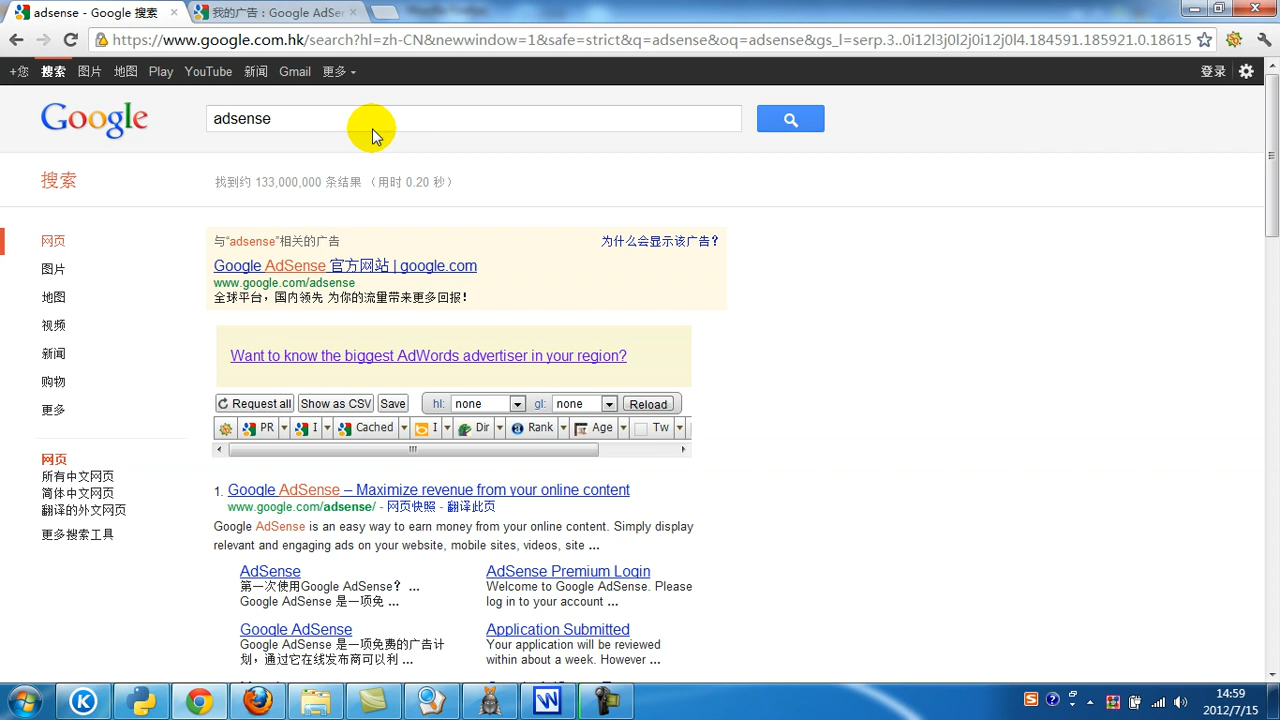 adsense - Google 搜索
我的广告 : Google AdSen
https://www.google.com.hk/search?hl=zh-CN&newwindow=1&safe=strict&q=adsense&oq=adsense&gs_l=serp.3..0i12l3j0l2j0i12j0l4.184591.185921.0.18615
+您 搜索 图片 地图 Play YouTube 新闻 Gmail 更多 登录
Google
adsense
搜索
找到约 133,000,000 条结果 （用时 0.20 秒）
网页
图片
地图
视频
新闻
购物
更多
网页
所有中文网页
简体中文网页
翻译的外文网页
更多搜索工具
与“adsense”相关的广告
为什么会显示该广告？
Google AdSense 官方网站 | google.com
www.google.com/adsense
全球平台，国内领先 为你的流量带来更多回报！
Want to know the biggest AdWords advertiser in your region?
Request all Show as CSV Save hl: none gl: none Reload
PR I Cached I Dir Rank Age Tw
1. Google AdSense – Maximize revenue from your online content
www.google.com/adsense/ - 网页快照 - 翻译此页
Google AdSense is an easy way to earn money from your online content. Simply display
relevant and engaging ads on your website, mobile sites, videos, site ...
AdSense
第一次使用Google AdSense？ ...
Google AdSense 是一项免 ...
AdSense Premium Login
Welcome to Google AdSense. Please
log in to your account ...
Google AdSense
Google AdSense 是一项免费的广告计
划，通过它在线发布商可以利 ...
Application Submitted
Your application will be reviewed
within about a week. However ...
14:59
2012/7/15